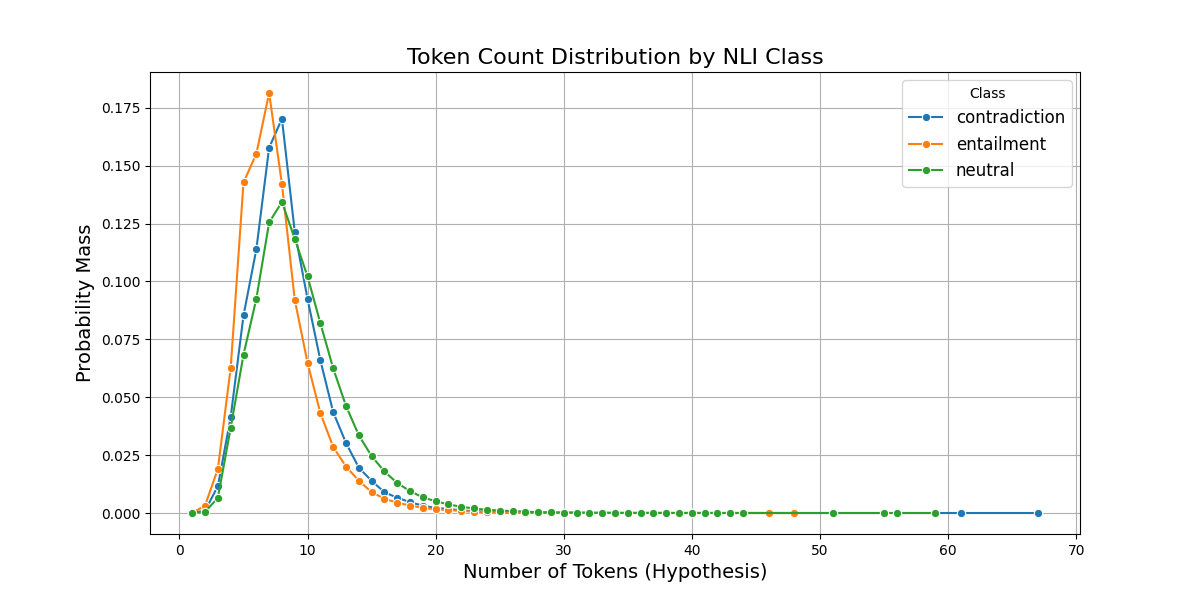 Token Count Distribution by NLI Class
Probability Mass
0.175
0.150
0.125
0.100
0.075
0.050
0.025
0.000
Class
contradiction
entailment
neutral
0 10 20 30 40 50 60 70
Number of Tokens (Hypothesis)